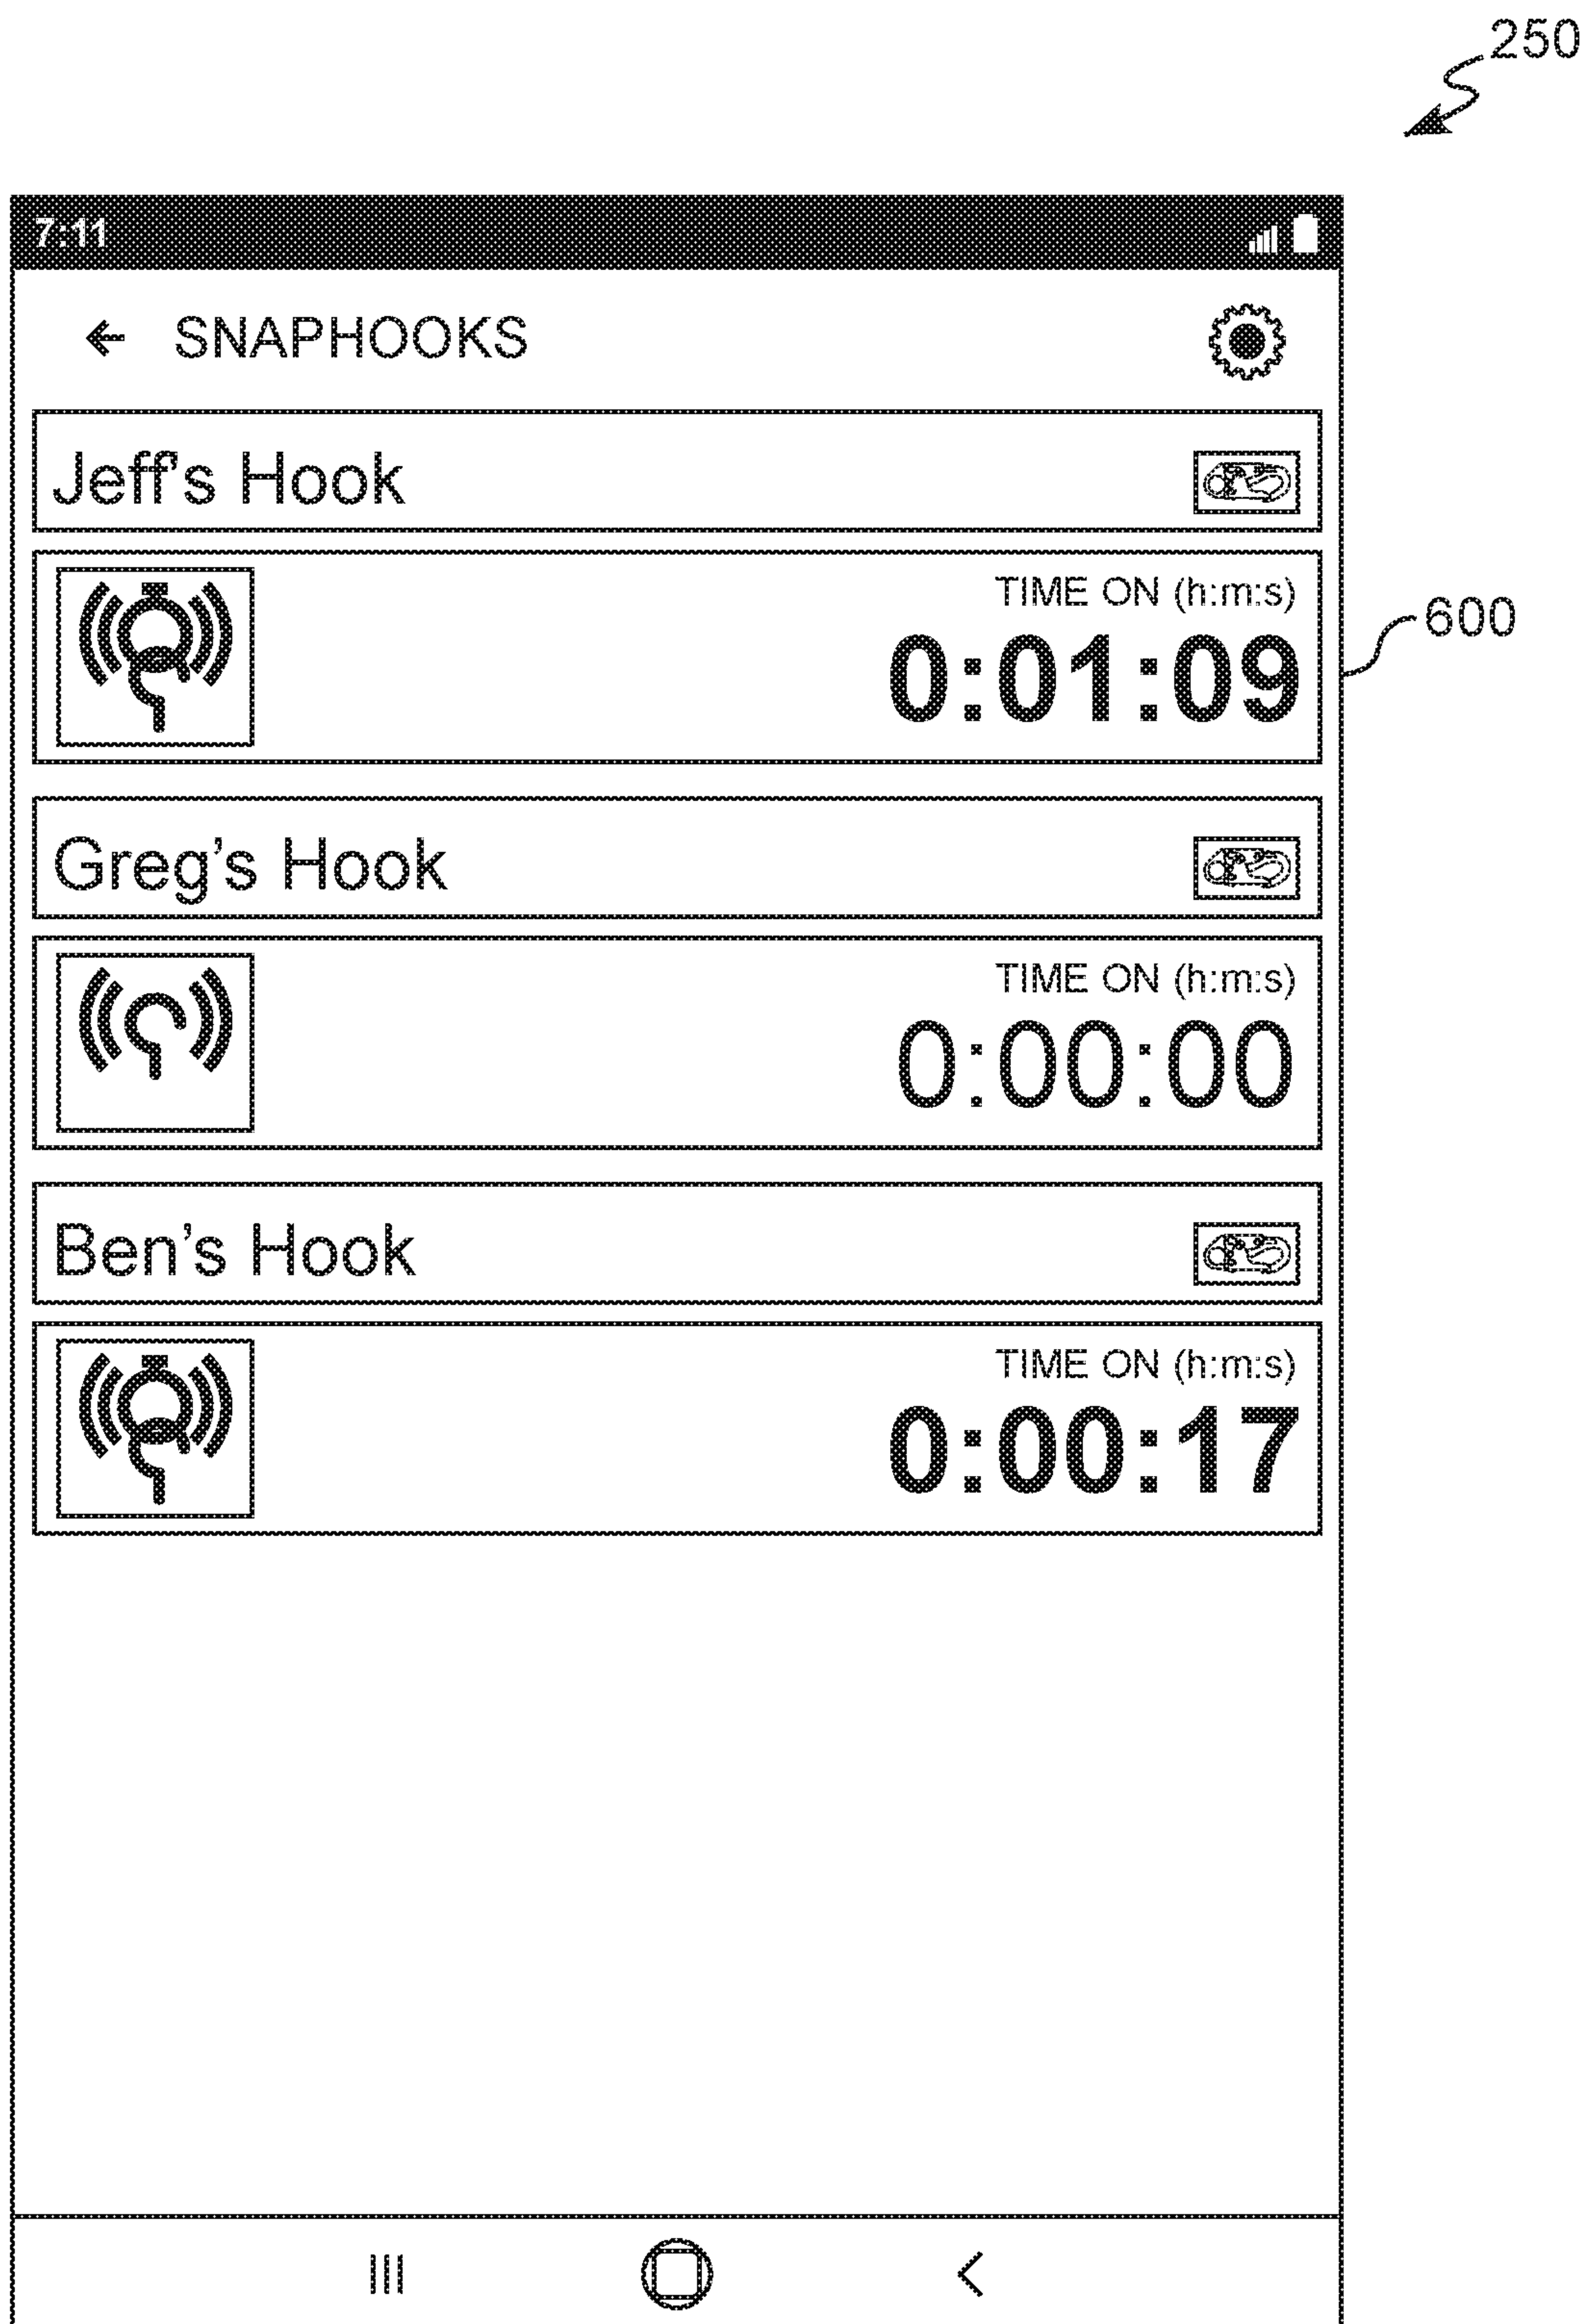 250
7:11
SNAPHOOKS
Jeff's Hook
TIME ON (h:m:s)
0:01:09
600
Greg's Hook
TIME ON (h:m:s)
0:00:00
Ben's Hook
TIME ON (h:m:s)
0:00:17